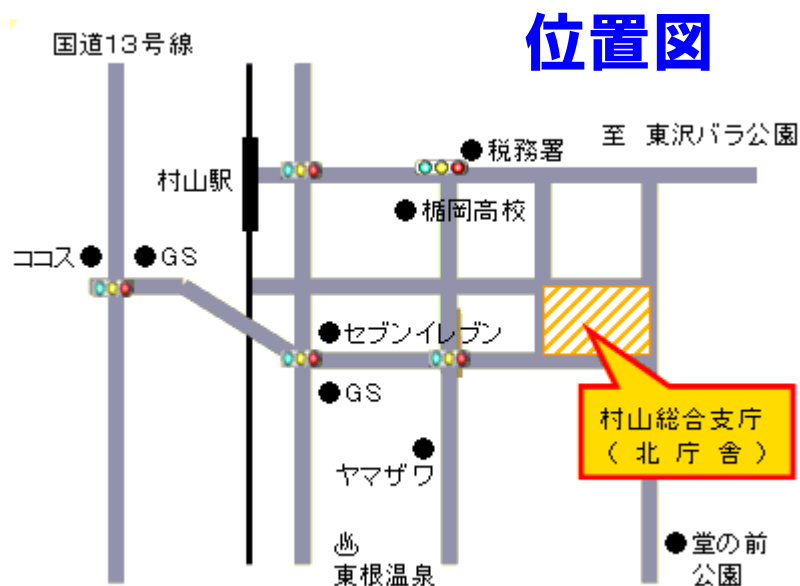 位置図
国道13号線
至 東沢バラ公園
税務署
村山駅
楯岡高校
ココス
GS
セブンイレブン
GS
村山総合支庁
（北庁舎）
ヤマザワ
堂の前
公園
東根温泉